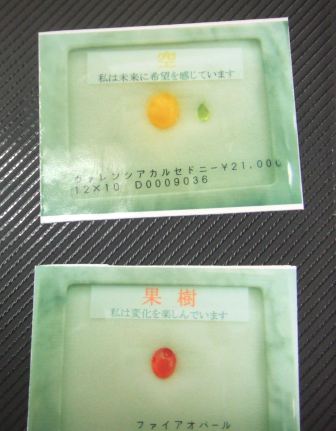 私は未来に希望を感じています
ヴァレンシアカルセドニー¥21,000
12×10 D0009036
果樹
私は変化を楽しんでいます
ファイアオパール